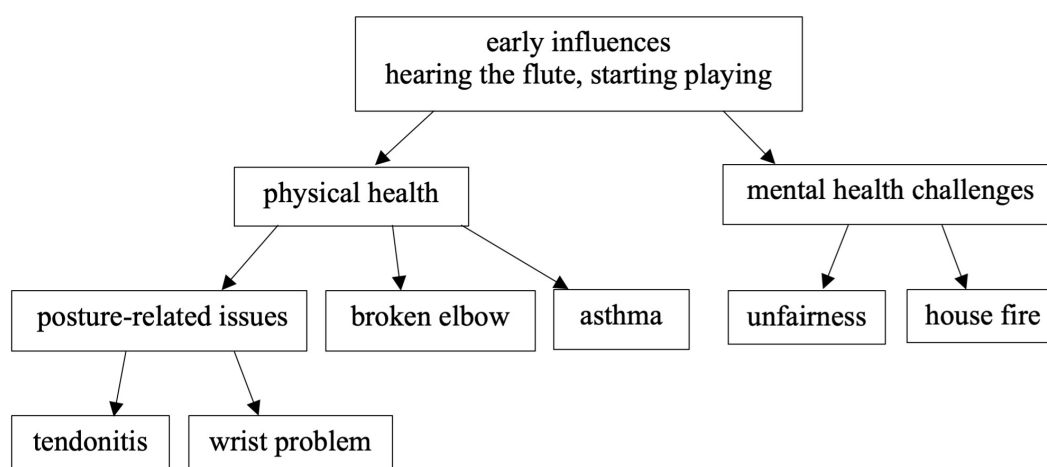 early influences
hearing the flute, starting playing
physical health
mental health challenges
posture-related issues
broken elbow
asthma
unfairness
house fire
tendonitis
wrist problem